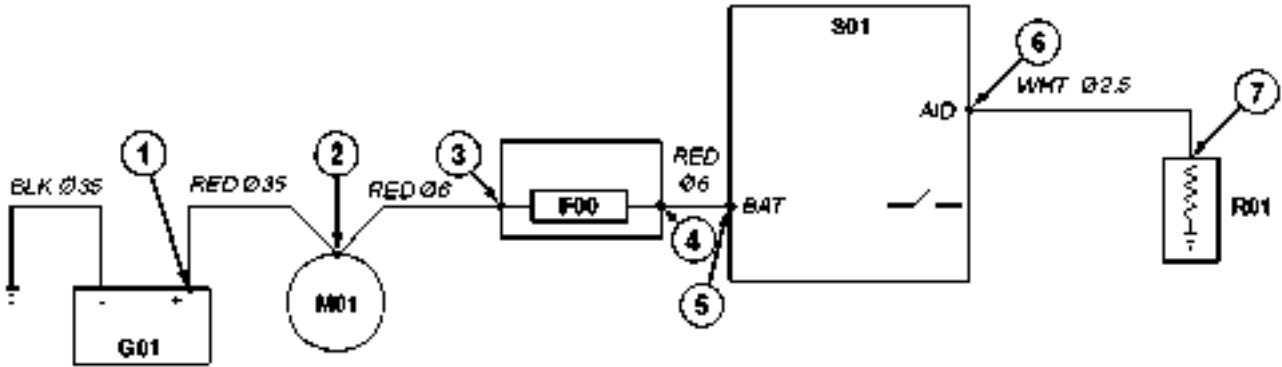 S01
6
WHT Ø2.5
7
AID
1
2
3
RED
Ø6
BLK Ø35
RED Ø35
RED Ø6
F00
BAT
R01
4
5
- +
M01
G01